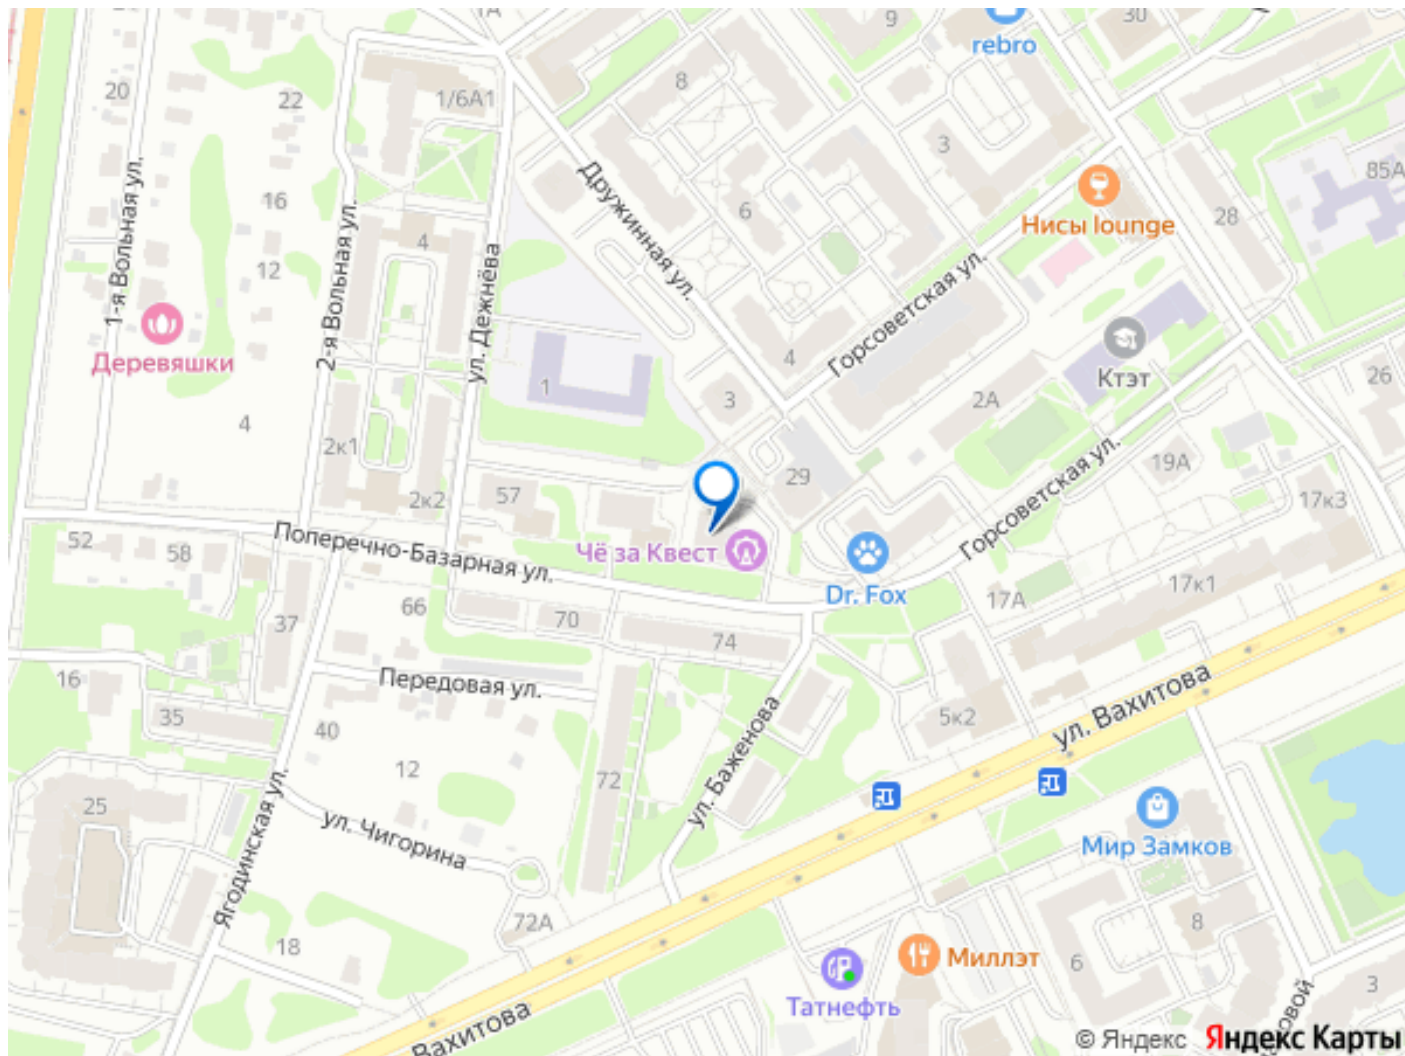 1А
9
30
rebro
20
22
1/6А1
8
3
85А
1-я Вольная ул.
2-я Вольная ул.
ул. Дежнёва
Дружинная ул.
16
4
12
6
Нисы lounge
28
Горсоветская ул.
Деревяшки
1
4
3
Ктэт
2А
26
4
2к1
2к2
57
29
19А
17к3
Горсоветская ул.
52
58
Поперечно-Базарная ул.
Чё за Квест
Dr. Fox
17А
17к1
37
66
70
74
16
Передовая ул.
35
40
12
72
ул. Баженова
5к2
ул. Вахитова
25
Ягодинская ул.
ул. Чигорина
Мир Замков
72А
18
8
6
3
Миллэт
Татнефть
Вахитова
© Яндекс Яндекс Карты